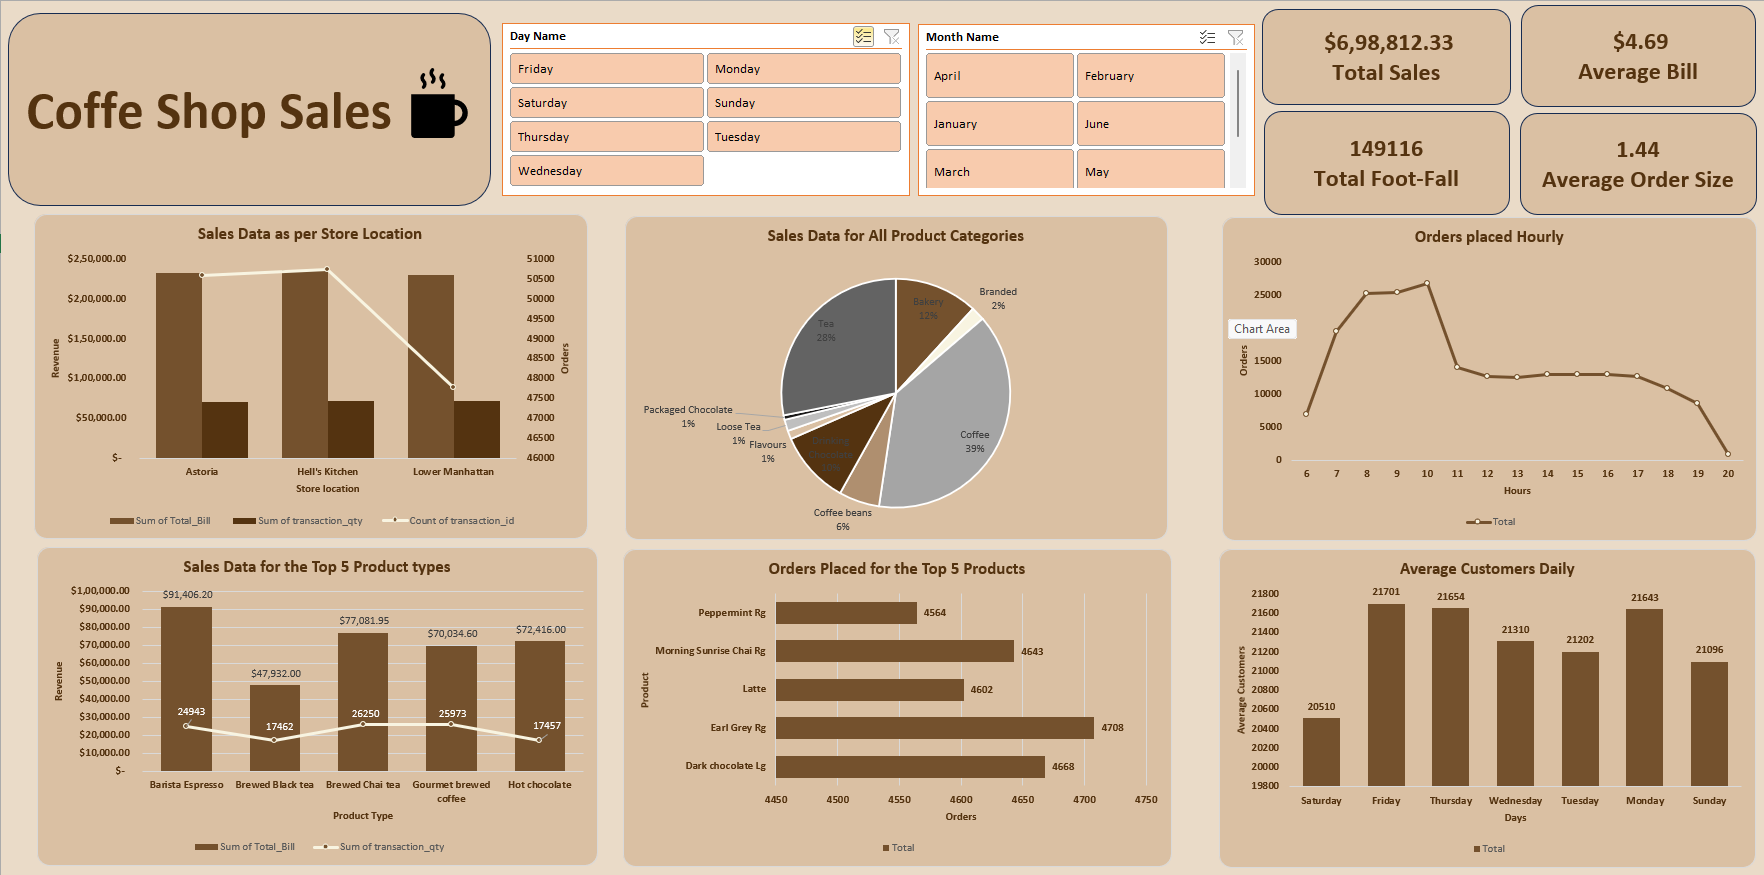 Coffe Shop Sales
Day Name
Friday
Monday
Saturday
Sunday
Thursday
Tuesday
Wednesday
Month Name
April
February
January
June
March
May
$6,98,812.33
Total Sales
$4.69
Average Bill
149116
Total Foot-Fall
1.44
Average Order Size
Sales Data as per Store Location
$2,50,000.00
$2,00,000.00
$1,50,000.00
$1,00,000.00
$50,000.00
$-
Revenue
51000
50500
50000
49500
49000
48500
48000
47500
47000
46500
46000
Orders
Astoria
Hell's Kitchen
Lower Manhattan
Store location
Sum of Total_Bill
Sum of transaction_qty
Count of transaction_id
Sales Data for All Product Categories
Bakery
12%
Branded
2%
Tea
28%
Coffee
39%
Packaged Chocolate
1%
Loose Tea
1%
Flavours
1%
Drinking
Chocolate
10%
Coffee beans
6%
Orders placed Hourly
30000
25000
Chart Area
15000
10000
5000
0
Orders
6 7 8 9 10 11 12 13 14 15 16 17 18 19 20
Hours
Total
Sales Data for the Top 5 Product types
$1,00,000.00
$90,000.00
$80,000.00
$70,000.00
$60,000.00
$50,000.00
$40,000.00
$30,000.00
$20,000.00
$10,000.00
$-
Revenue
$91,406.20
$47,932.00
$77,081.95
$70,034.60
$72,416.00
24943
17462
26250
25973
17457
Barista Espresso
Brewed Black tea
Brewed Chai tea
Gourmet brewed
coffee
Hot chocolate
Product Type
Sum of Total_Bill
Sum of transaction_qty
Orders Placed for the Top 5 Products
Product
Peppermint Rg
4564
Morning Sunrise Chai Rg
4643
Latte
4602
Earl Grey Rg
4708
Dark chocolate Lg
4668
4450 4500 4550 4600 4650 4700 4750
Orders
Total
Average Customers Daily
21800
21600
21400
21200
21000
20800
20600
20400
20200
20000
19800
Average Customers
20510
21701
21654
21310
21202
21643
21096
Saturday
Friday
Thursday
Wednesday
Tuesday
Monday
Sunday
Days
Total